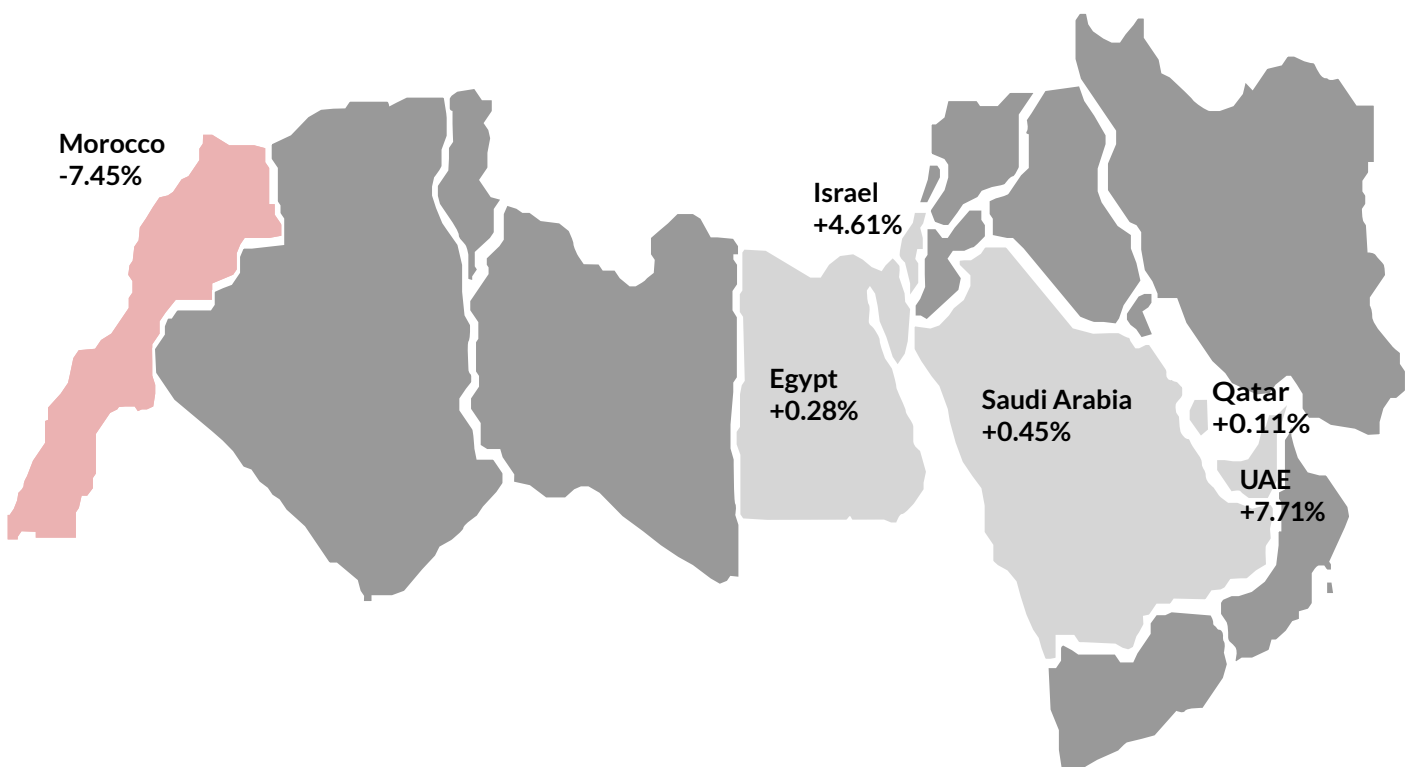 Morocco
-7.45%
Israel
+4.61%
Egypt
+0.28%
Saudi Arabia
+0.45%
Qatar
+0.11%
UAE
+7.71%